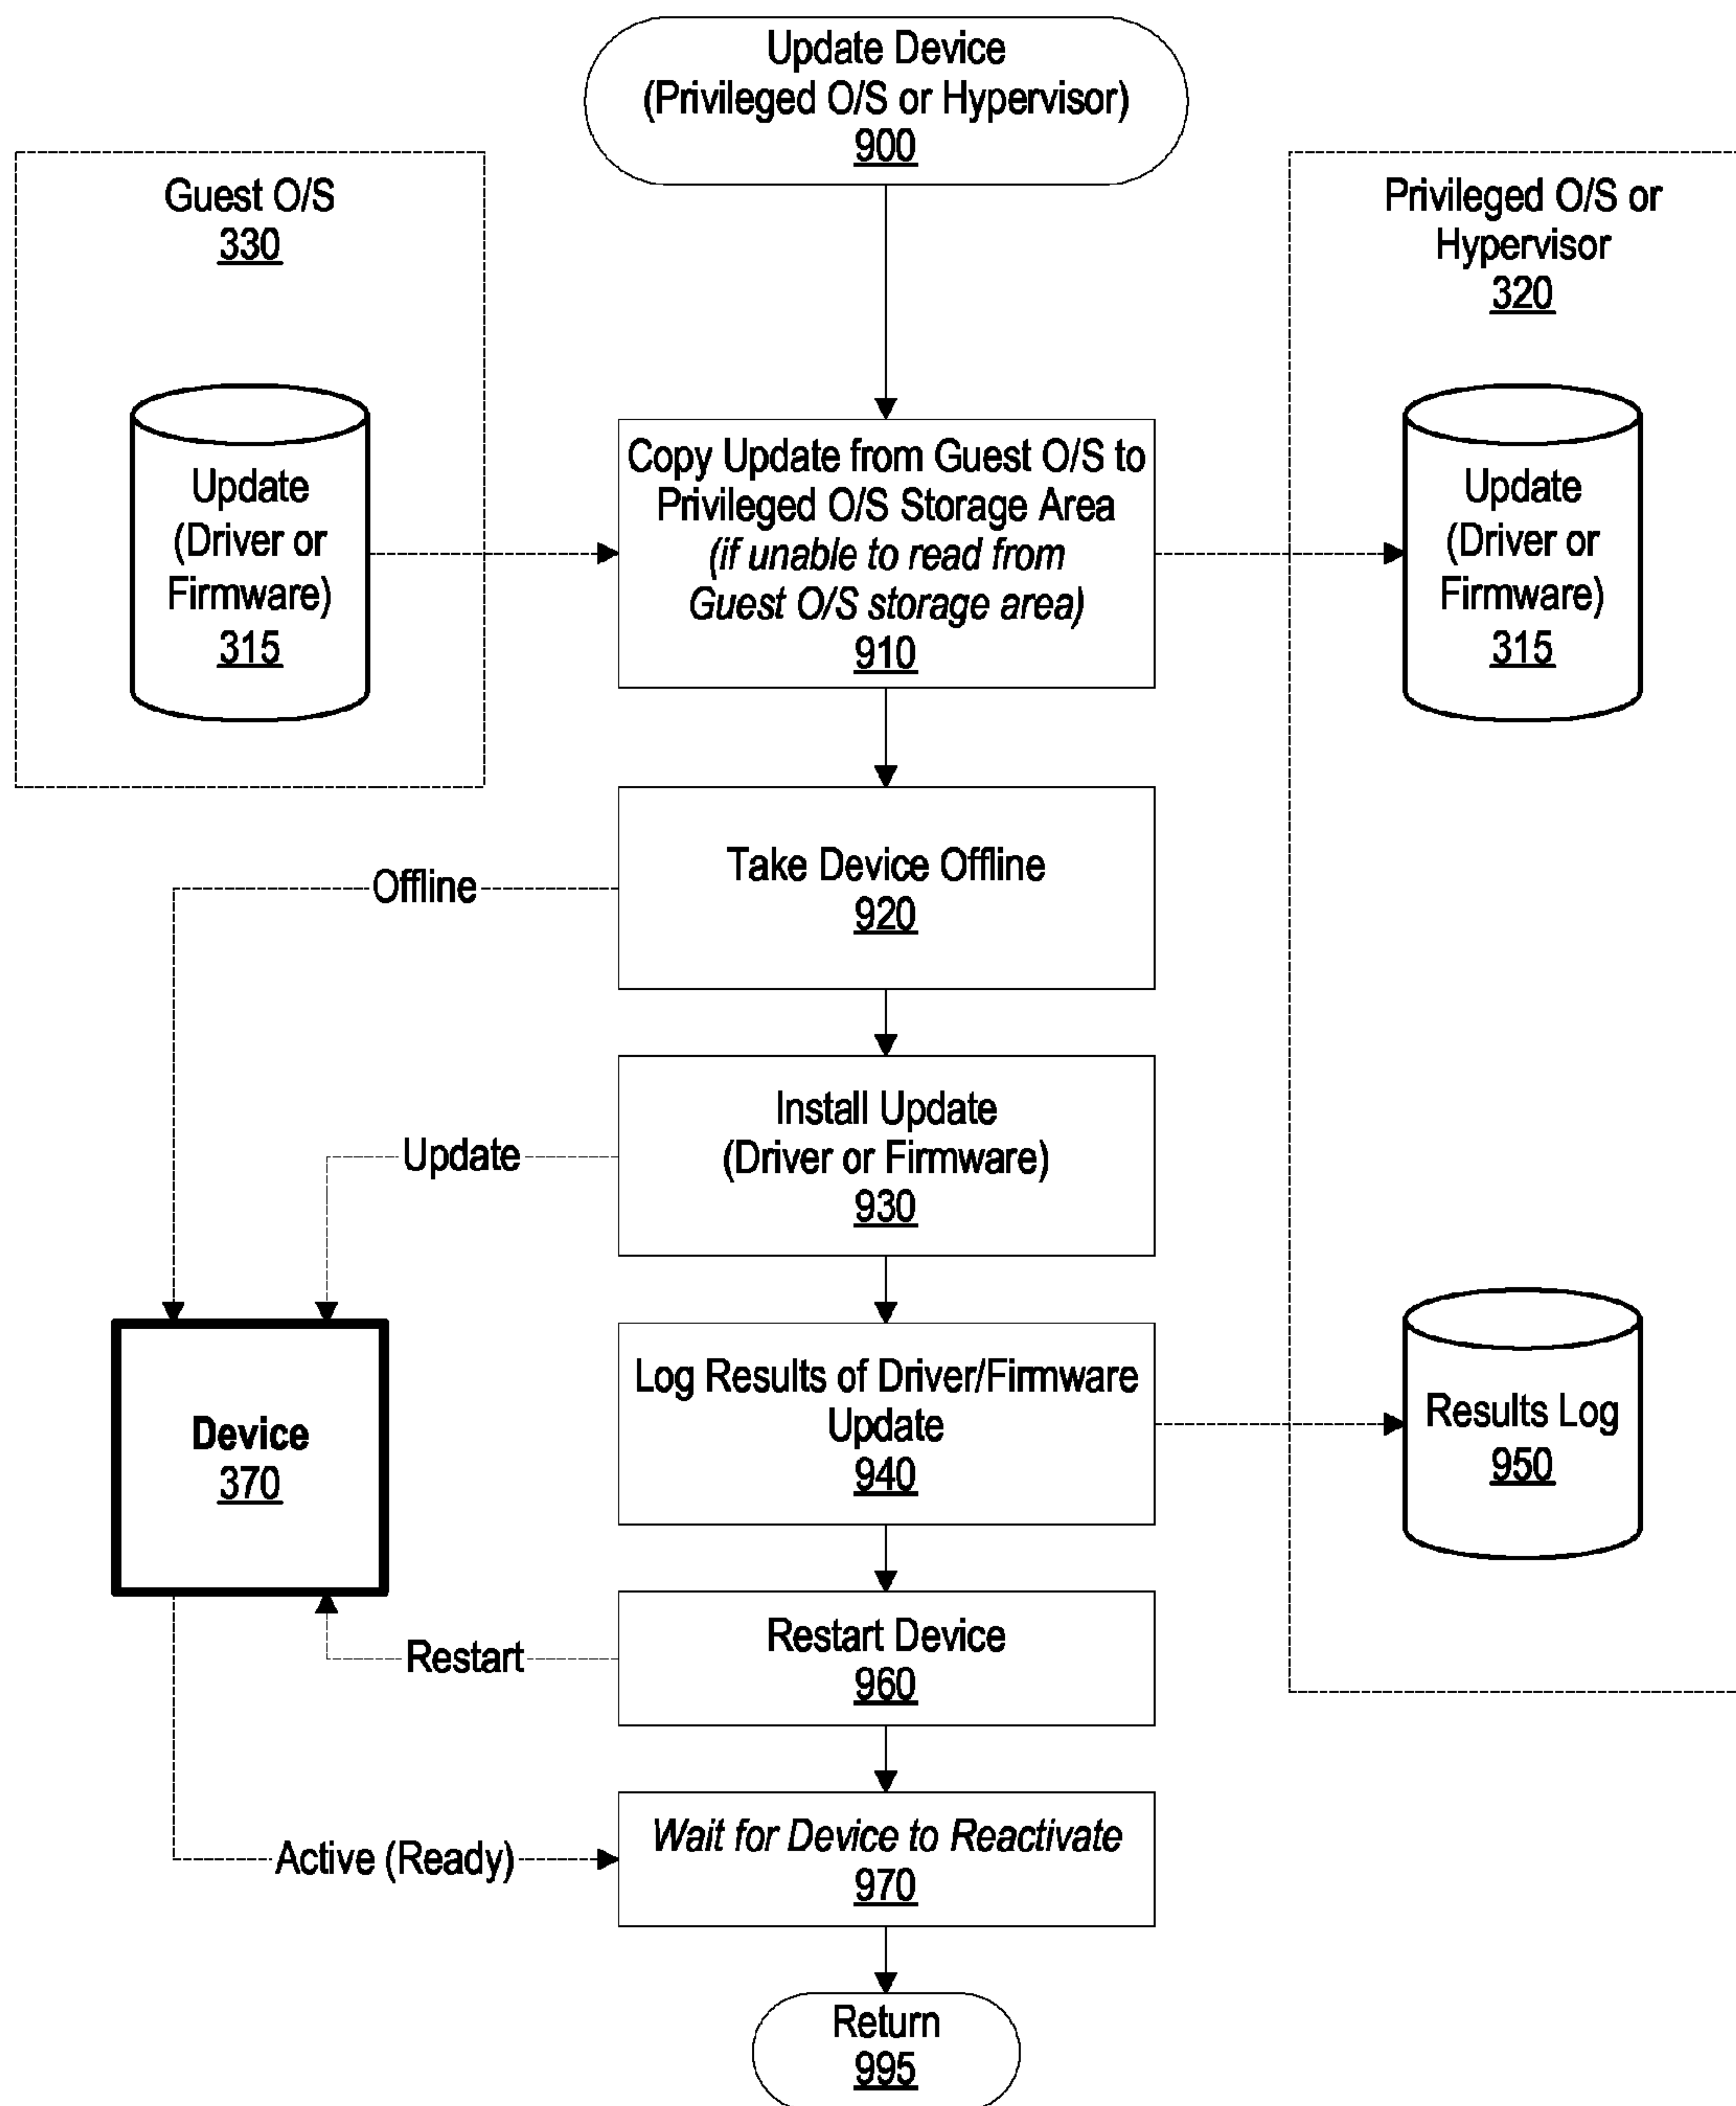 Update Device
(Privileged O/S or Hypervisor)
900
Guest O/S
330
Privileged O/S or
Hypervisor
320
Update
(Driver or
Firmware)
315
Copy Update from Guest O/S to
Privileged O/S Storage Area
(if unable to read from
Guest O/S storage area)
910
Update
(Driver or
Firmware)
315
Take Device Offline
920
Offline
Install Update
(Driver or Firmware)
930
Update
Device
370
Log Results of Driver/Firmware
Update
940
Results Log
950
Restart Device
960
Restart
Wait for Device to Reactivate
970
Active (Ready)
Return
995